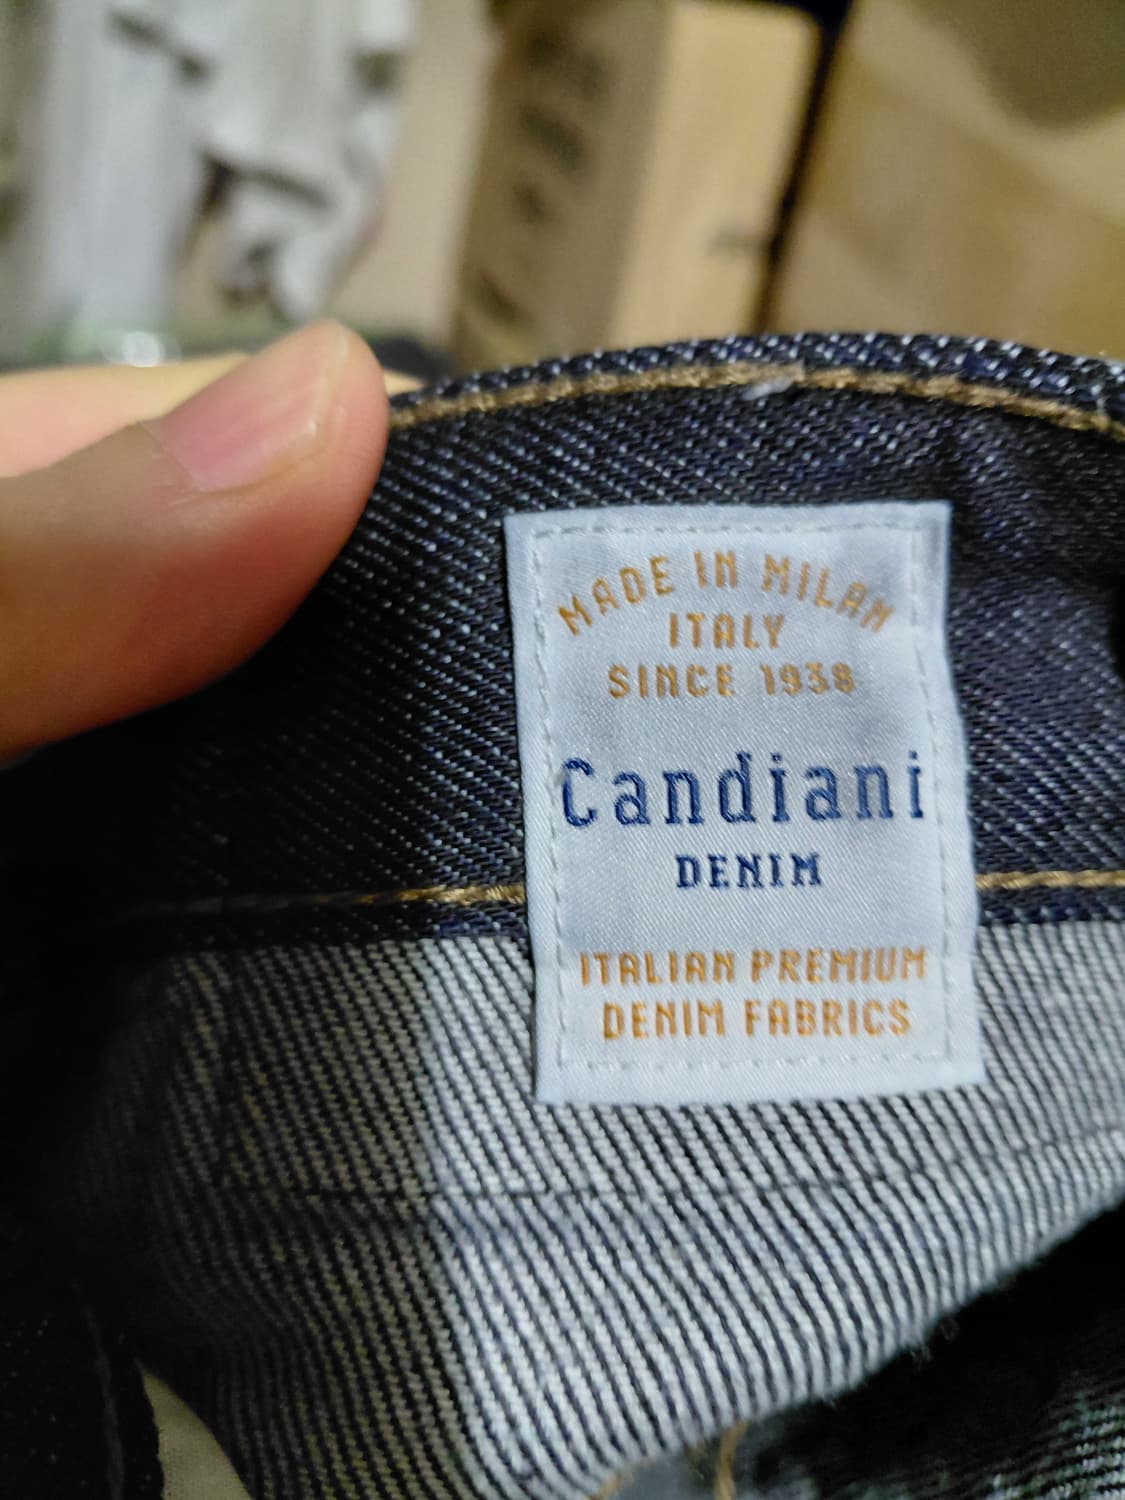 MADE IN MILAN
ITALY
SINCE 1938
Candiani
DENIM
ITALIAN PREMIUM
DENIM FABRICS